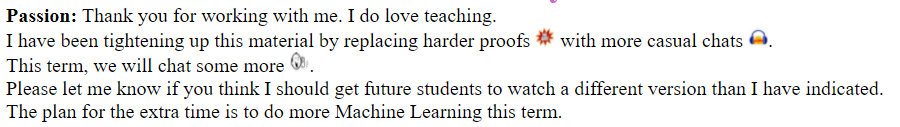 Passion: Thank you for working with me. I do love teaching.
I have been tightening up this material by replacing harder proofs with more casual chats .
This term, we will chat some more .
Please let me know if you think I should get future students to watch a different version than I have indicated.
The plan for the extra time is to do more Machine Learning this term.